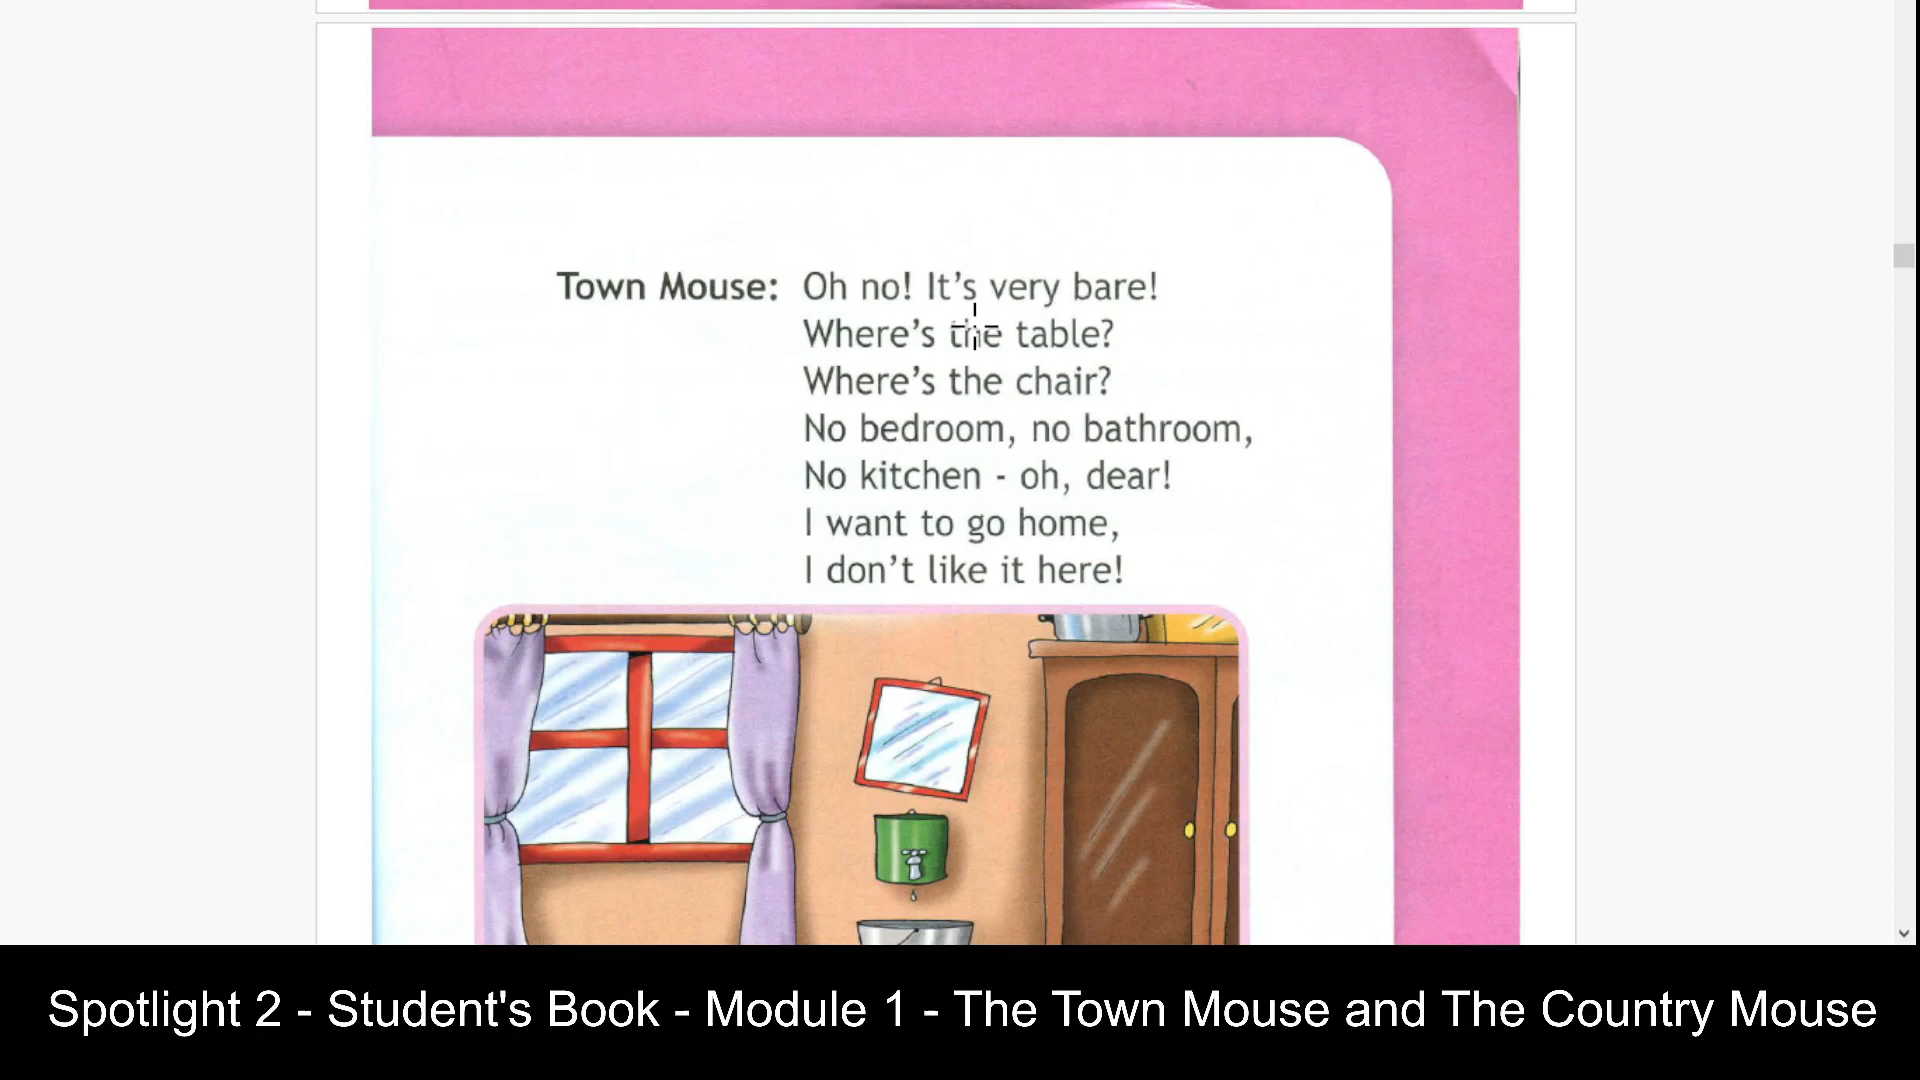 Town Mouse: Oh no! It's very bare!
Where's the table?
Where's the chair?
No bedroom, no bathroom,
No kitchen - oh, dear!
I want to go home,
I don't like it here!
Spotlight 2 - Student's Book - Module 1 - The Town Mouse and The Country Mouse